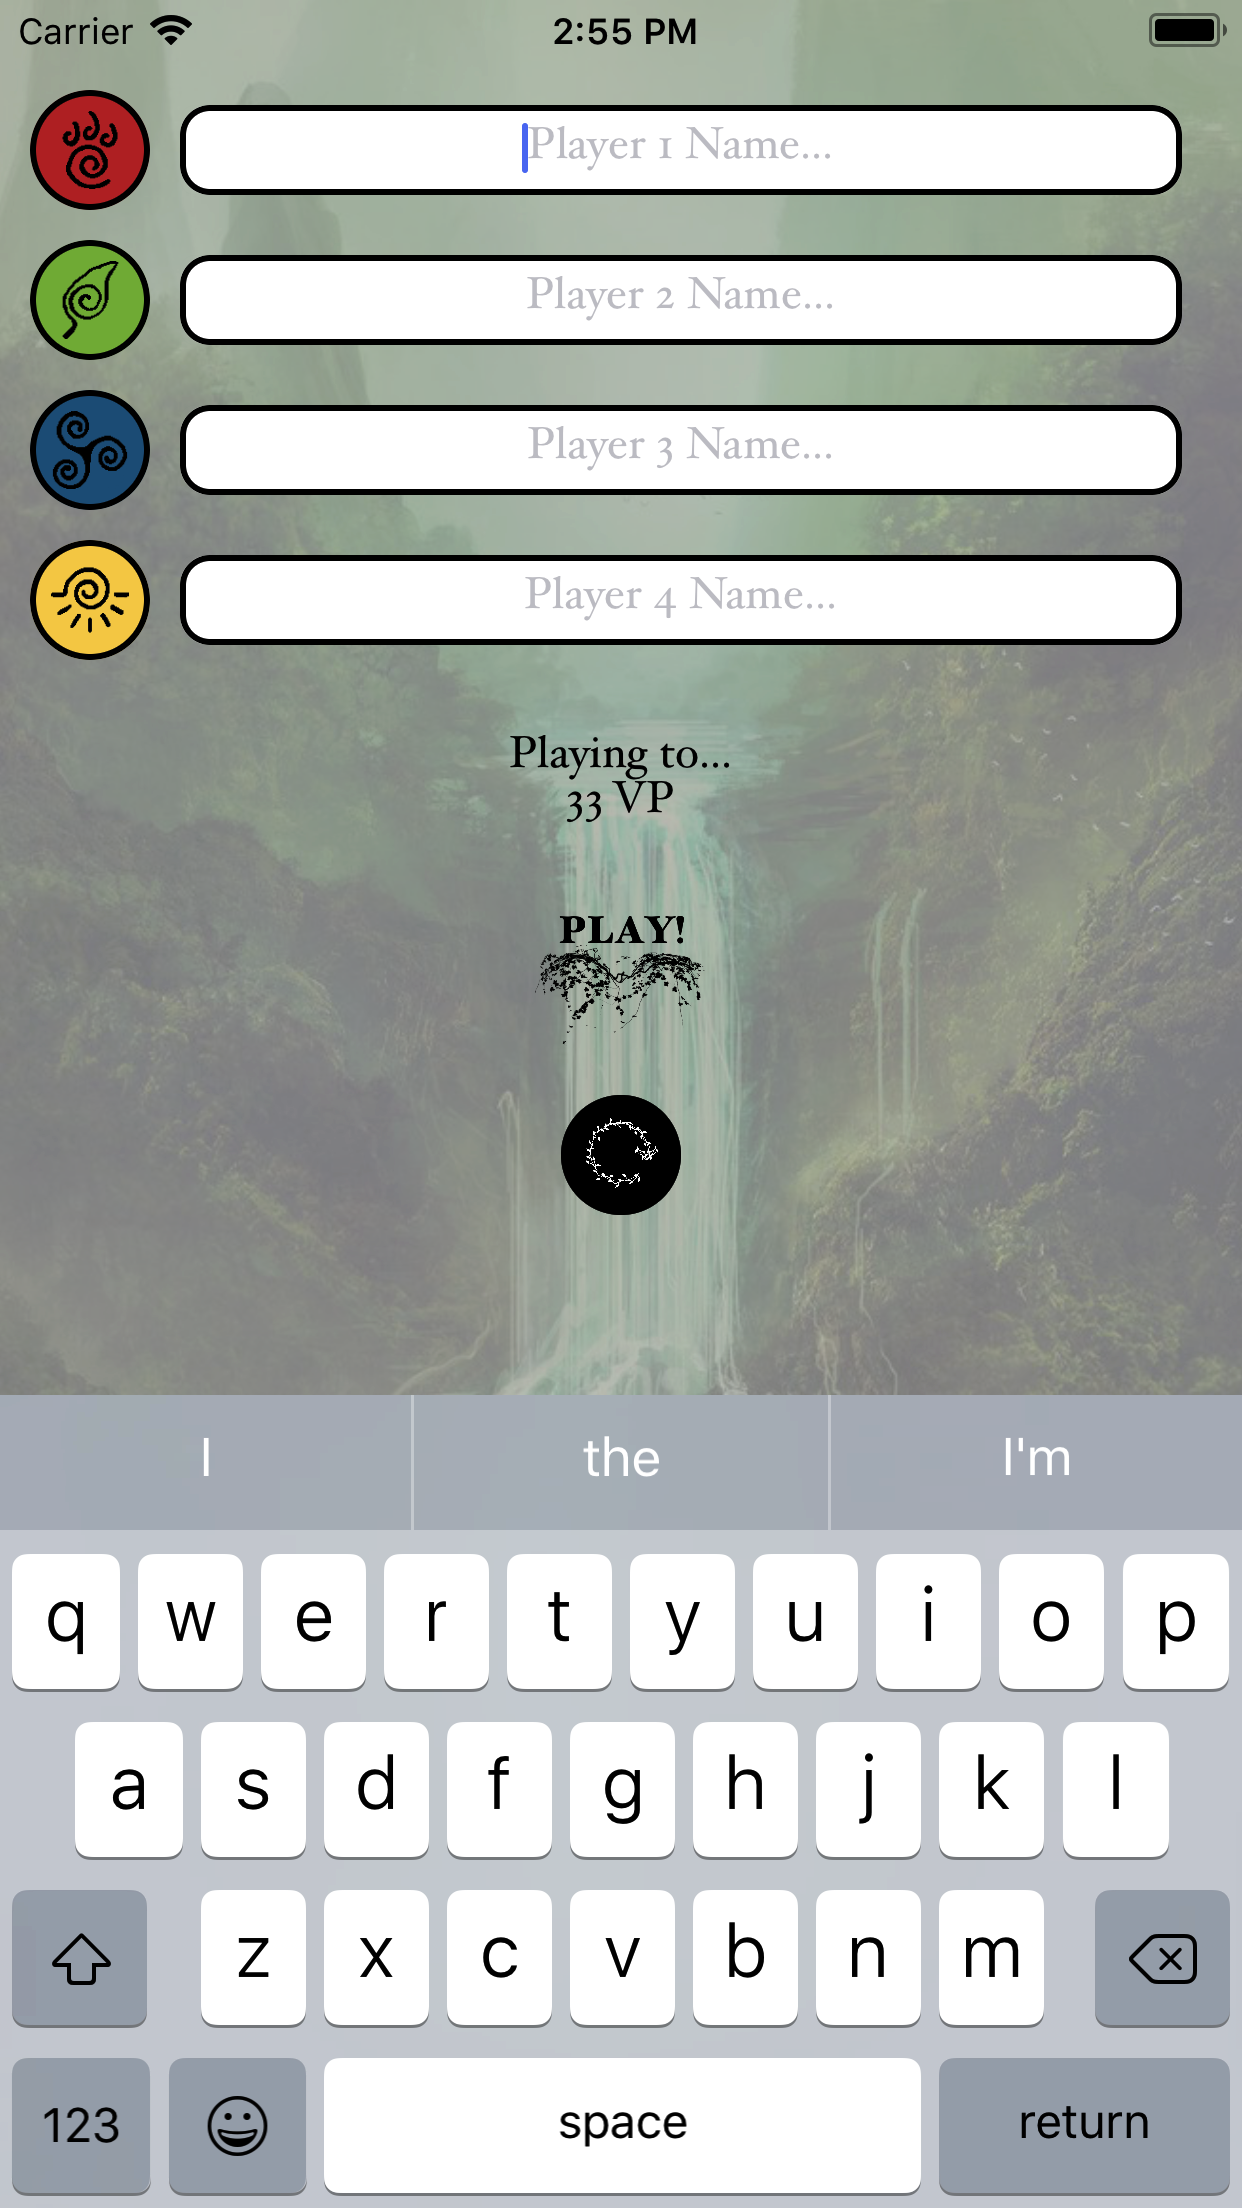 Carrier 2:55 PM
Player 1 Name...
Player 2 Name...
Player 3 Name...
Player 4 Name...
Playing to...
33 VP
PLAY!
I the I'm
q w e r t y u i o p
a s d f g h j k l
z x c v b n m
123 space return